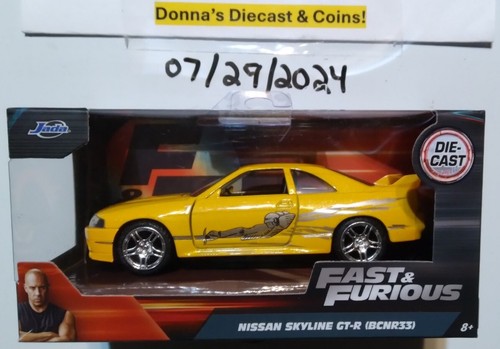 Donna's Diecast & Coins!
07/29/2024
Jada
DIE-
CAST
FAST &
FURIOUS
NISSAN SKYLINE GT-R (BCNR33)
8+